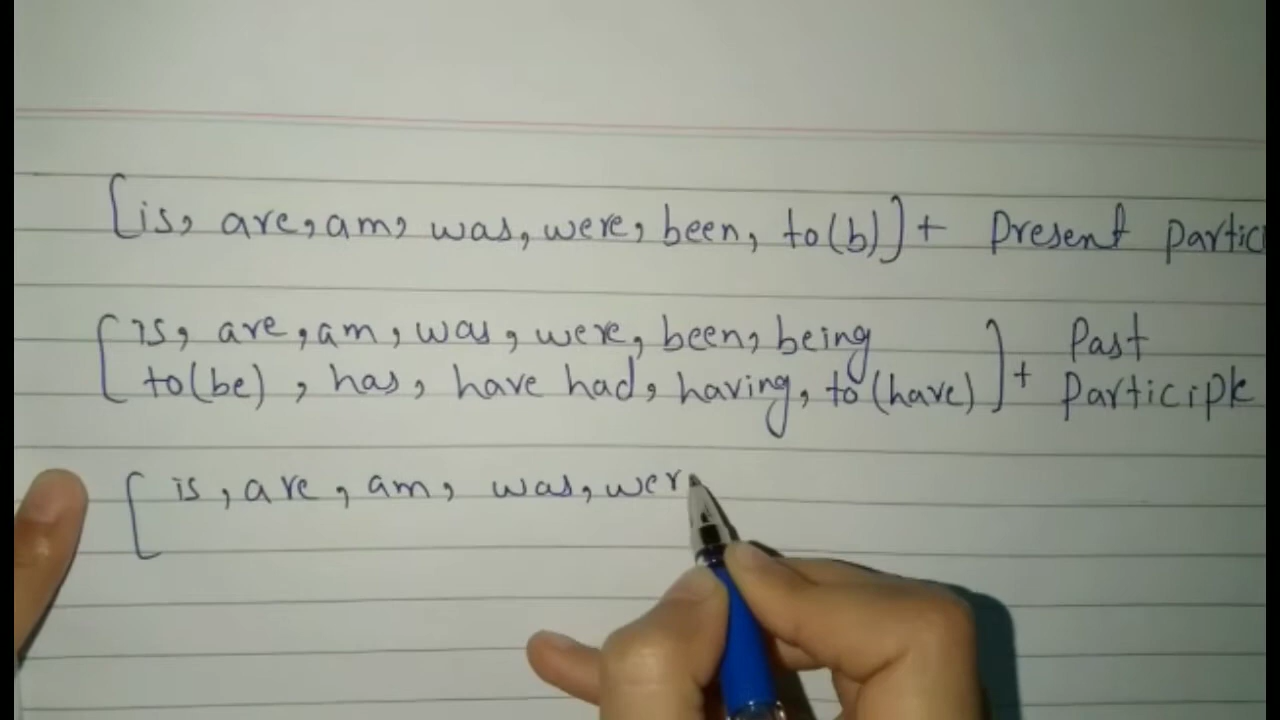 [is, are, am, was, were, been, to(b)] + Present partici
[is, are, am, was, were, been, being
to(be), has, have had, having, to(have)] + Past Participle
[is, are, am, was, wer